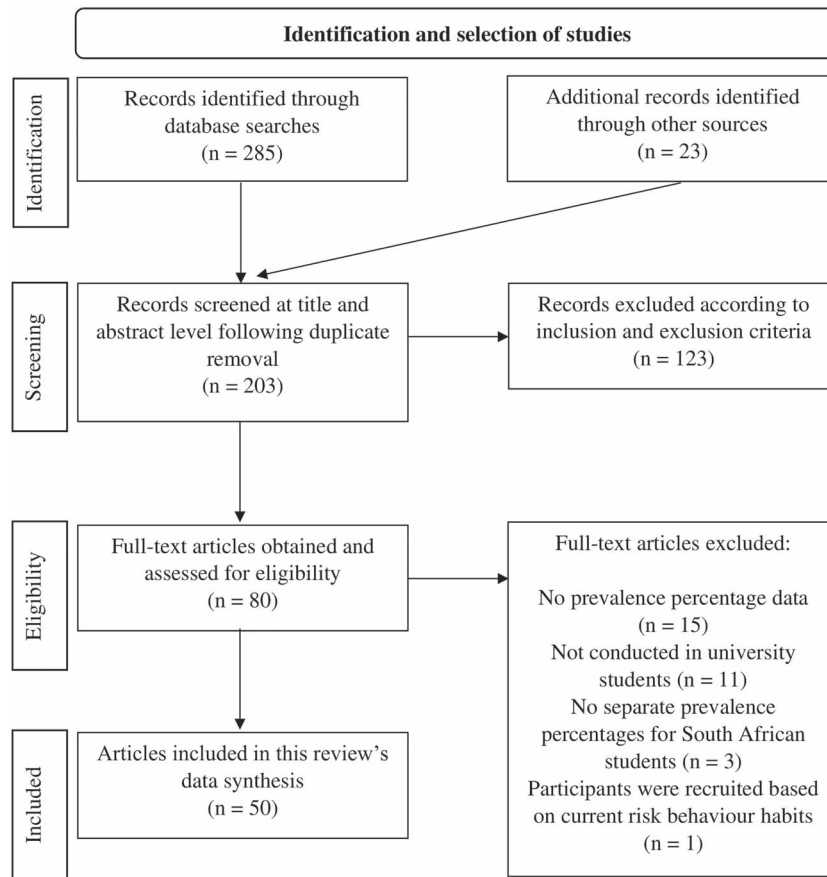 Identification and selection of studies
Identification
Records identified through
database searches
(n = 285)
Additional records identified
through other sources
(n = 23)
Screening
Records screened at title and
abstract level following duplicate
removal
(n = 203)
Records excluded according to
inclusion and exclusion criteria
(n = 123)
Eligibility
Full-text articles obtained and
assessed for eligibility
(n = 80)
Full-text articles excluded:
No prevalence percentage data
(n = 15)
Not conducted in university
students (n = 11)
No separate prevalence
percentages for South African
students (n = 3)
Participants were recruited based
on current risk behaviour habits
(n = 1)
Included
Articles included in this review's
data synthesis
(n = 50)